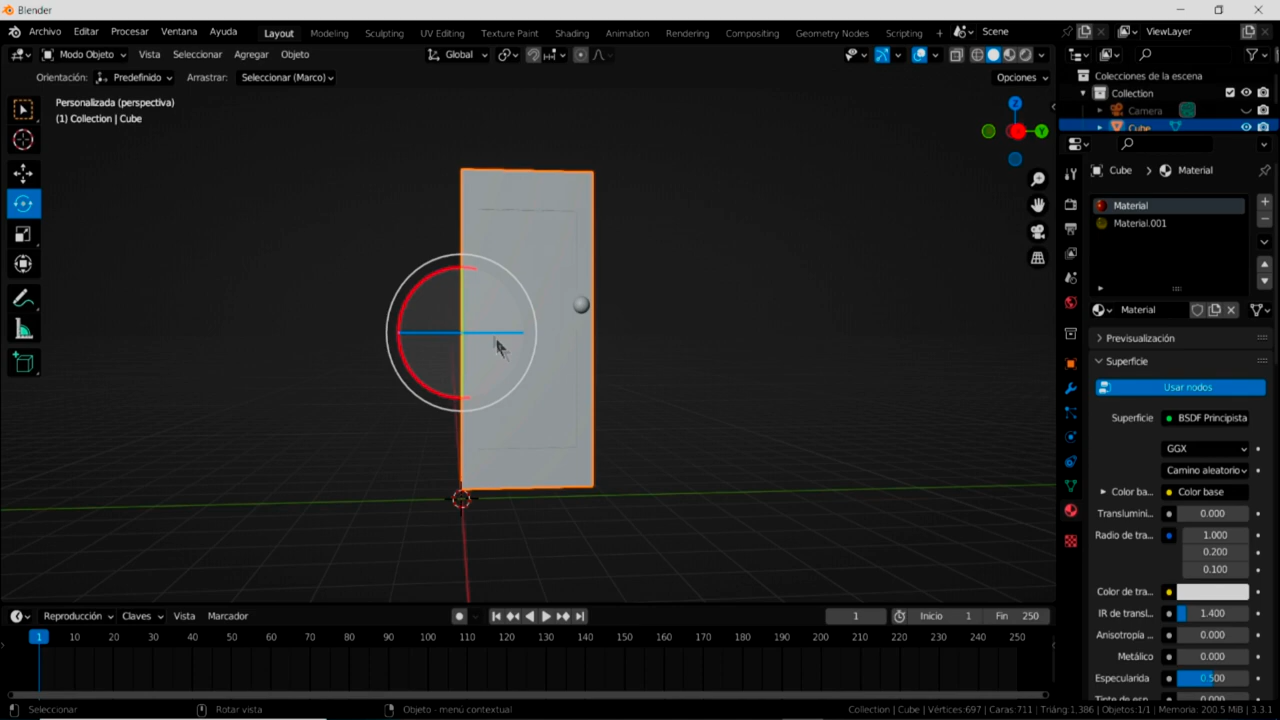 Blender
Archivo Editar Procesar Ventana Ayuda Layout Modeling Sculpting UV Editing Texture Paint Shading Animation Rendering Compositing Geometry Nodes Scripting + Scene ViewLayer
Modo Objeto Vista Seleccionar Agregar Objeto Global
Orientación: Predefinido Arrastrar: Seleccionar (Marco) Opciones
Personalizada (perspectiva)
(1) Collection | Cube
Z
Y
Colecciones de la escena
Collection
Camera
Cube
Cube > Material
Material
Material.001
Material
Previsualización
Superficie
Usar nodos
Superficie BSDF Principista
GGX
Camino aleatorio
Color ba... Color base
Translumini... 0.000
Radio de tra... 1.000
0.200
0.100
Color de tra...
IR de transl... 1.400
Anisotropía 0.000
Metálico 0.000
Especularida 0.500
Reproducción Claves Vista Marcador 1 Inicio 1 Fin 250
1 10 20 30 40 50 60 70 80 90 100 110 120 130 140 150 160 170 180 190 200 210 220 230 240 250
Seleccionar Rotar vista Objeto - menú contextual Collection | Cube | Vértices:697 | Caras:711 | Triáng:1,386 | Objetos:1/1 | Memoria: 200.5 MiB | 3.3.1